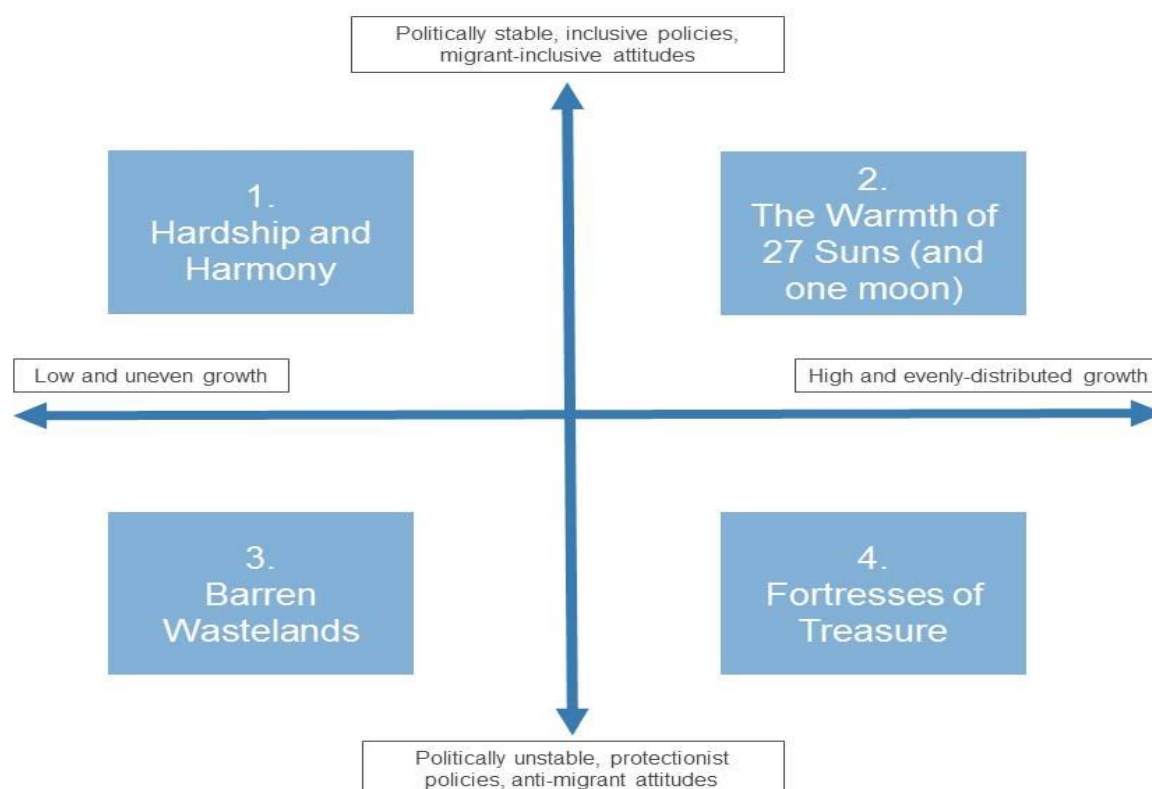 Politically stable, inclusive policies,
migrant-inclusive attitudes
1.
Hardship and
Harmony
2.
The Warmth of
27 Suns (and
one moon)
Low and uneven growth
High and evenly-distributed growth
3.
Barren
Wastelands
4.
Fortresses of
Treasure
Politically unstable, protectionist
policies, anti-migrant attitudes